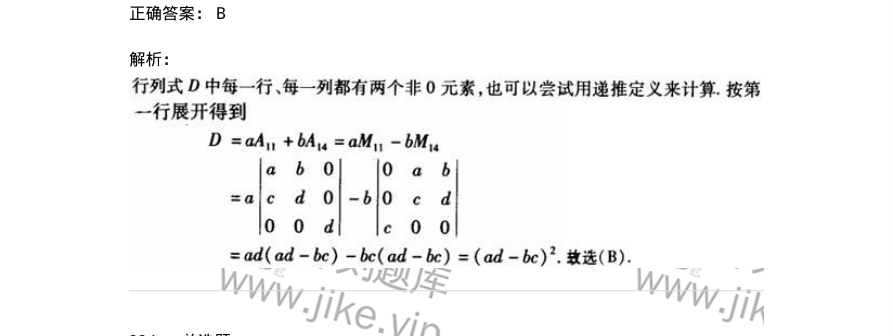 正确答案： B
解析：
行列式 D 中每一行、每一列都有两个非 0 元素，也可以尝试用递推定义来计算. 按第
一行展开得到
D = aA₁₁ + bA₁₄ = aM₁₁ - bM₁₄
= a | a b 0 | - b | 0 a b |
| c d 0 | | 0 c d |
| 0 0 d | | c 0 0 |
= ad(ad - bc) - bc(ad - bc) = (ad - bc)². 故选(B).
题库
www.jike.vip
www.jik